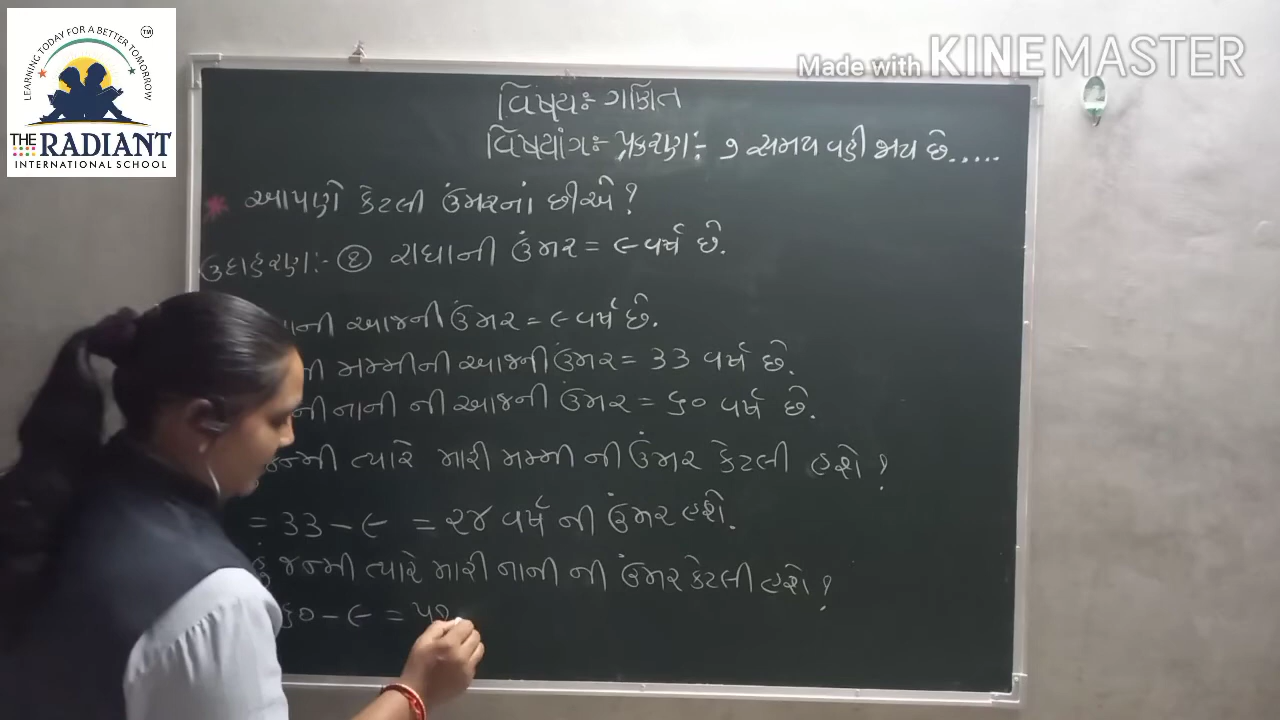 LEARNING TODAY FOR A BETTER TOMORROW
TM
THE RADIANT
INTERNATIONAL SCHOOL
Made with KINEMASTER
વિષય:- ગણિત
વિષયાંગ:- પ્રકરણ:- ૭ સમય વહી જાય છે.....
* આપણે કેટલી ઉંમરનાં છીએ?
ઉદાહરણ:- ૧ રાધાની ઉંમર = ૯ વર્ષ છે.
આજની ઉંમર = ૯ વર્ષ છે.
મમ્મીની આજની ઉંમર = ૩૩ વર્ષ છે.
નાની ની આજની ઉંમર = ૬૦ વર્ષ છે.
જન્મી ત્યારે મારી મમ્મી ની ઉંમર કેટલી હશે?
= ૩૩ - ૯ = ૨૪ વર્ષ ની ઉંમર હશે.
હું જન્મી ત્યારે મારી નાની ની ઉંમર કેટલી હશે?
૬૦ - ૯ = ૫૧